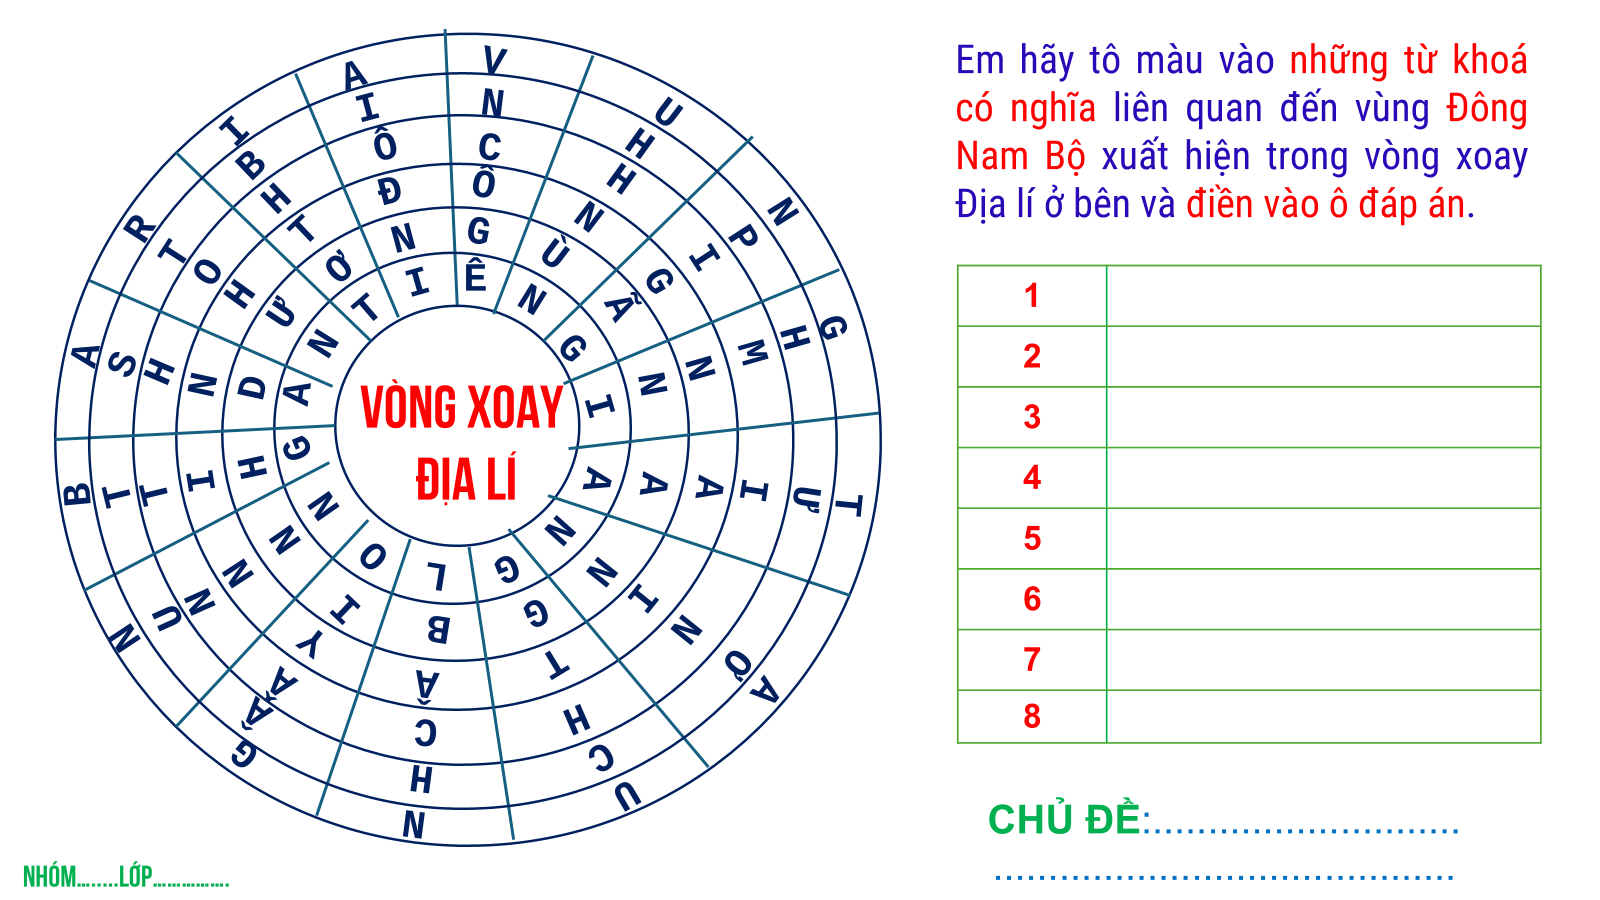 V U N G T A U N G N B A R I A
N H P H Ư Ơ C H Ấ U T S T B I
C H I M I N H C A N T H O H Ô
Ô N G N A I T Â Y N I N H T Đ
G Ù Ã N A N G B I N H D Ư Ơ N
Ê N G I A N G L O N G A N T I
VÒNG XOAY
ĐỊA LÍ
NHÓM........LỚP...............
Em hãy tô màu vào những từ khoá
có nghĩa liên quan đến vùng Đông
Nam Bộ xuất hiện trong vòng xoay
Địa lí ở bên và điền vào ô đáp án.
1
2
3
4
5
6
7
8
CHỦ ĐỀ:............................
..........................................